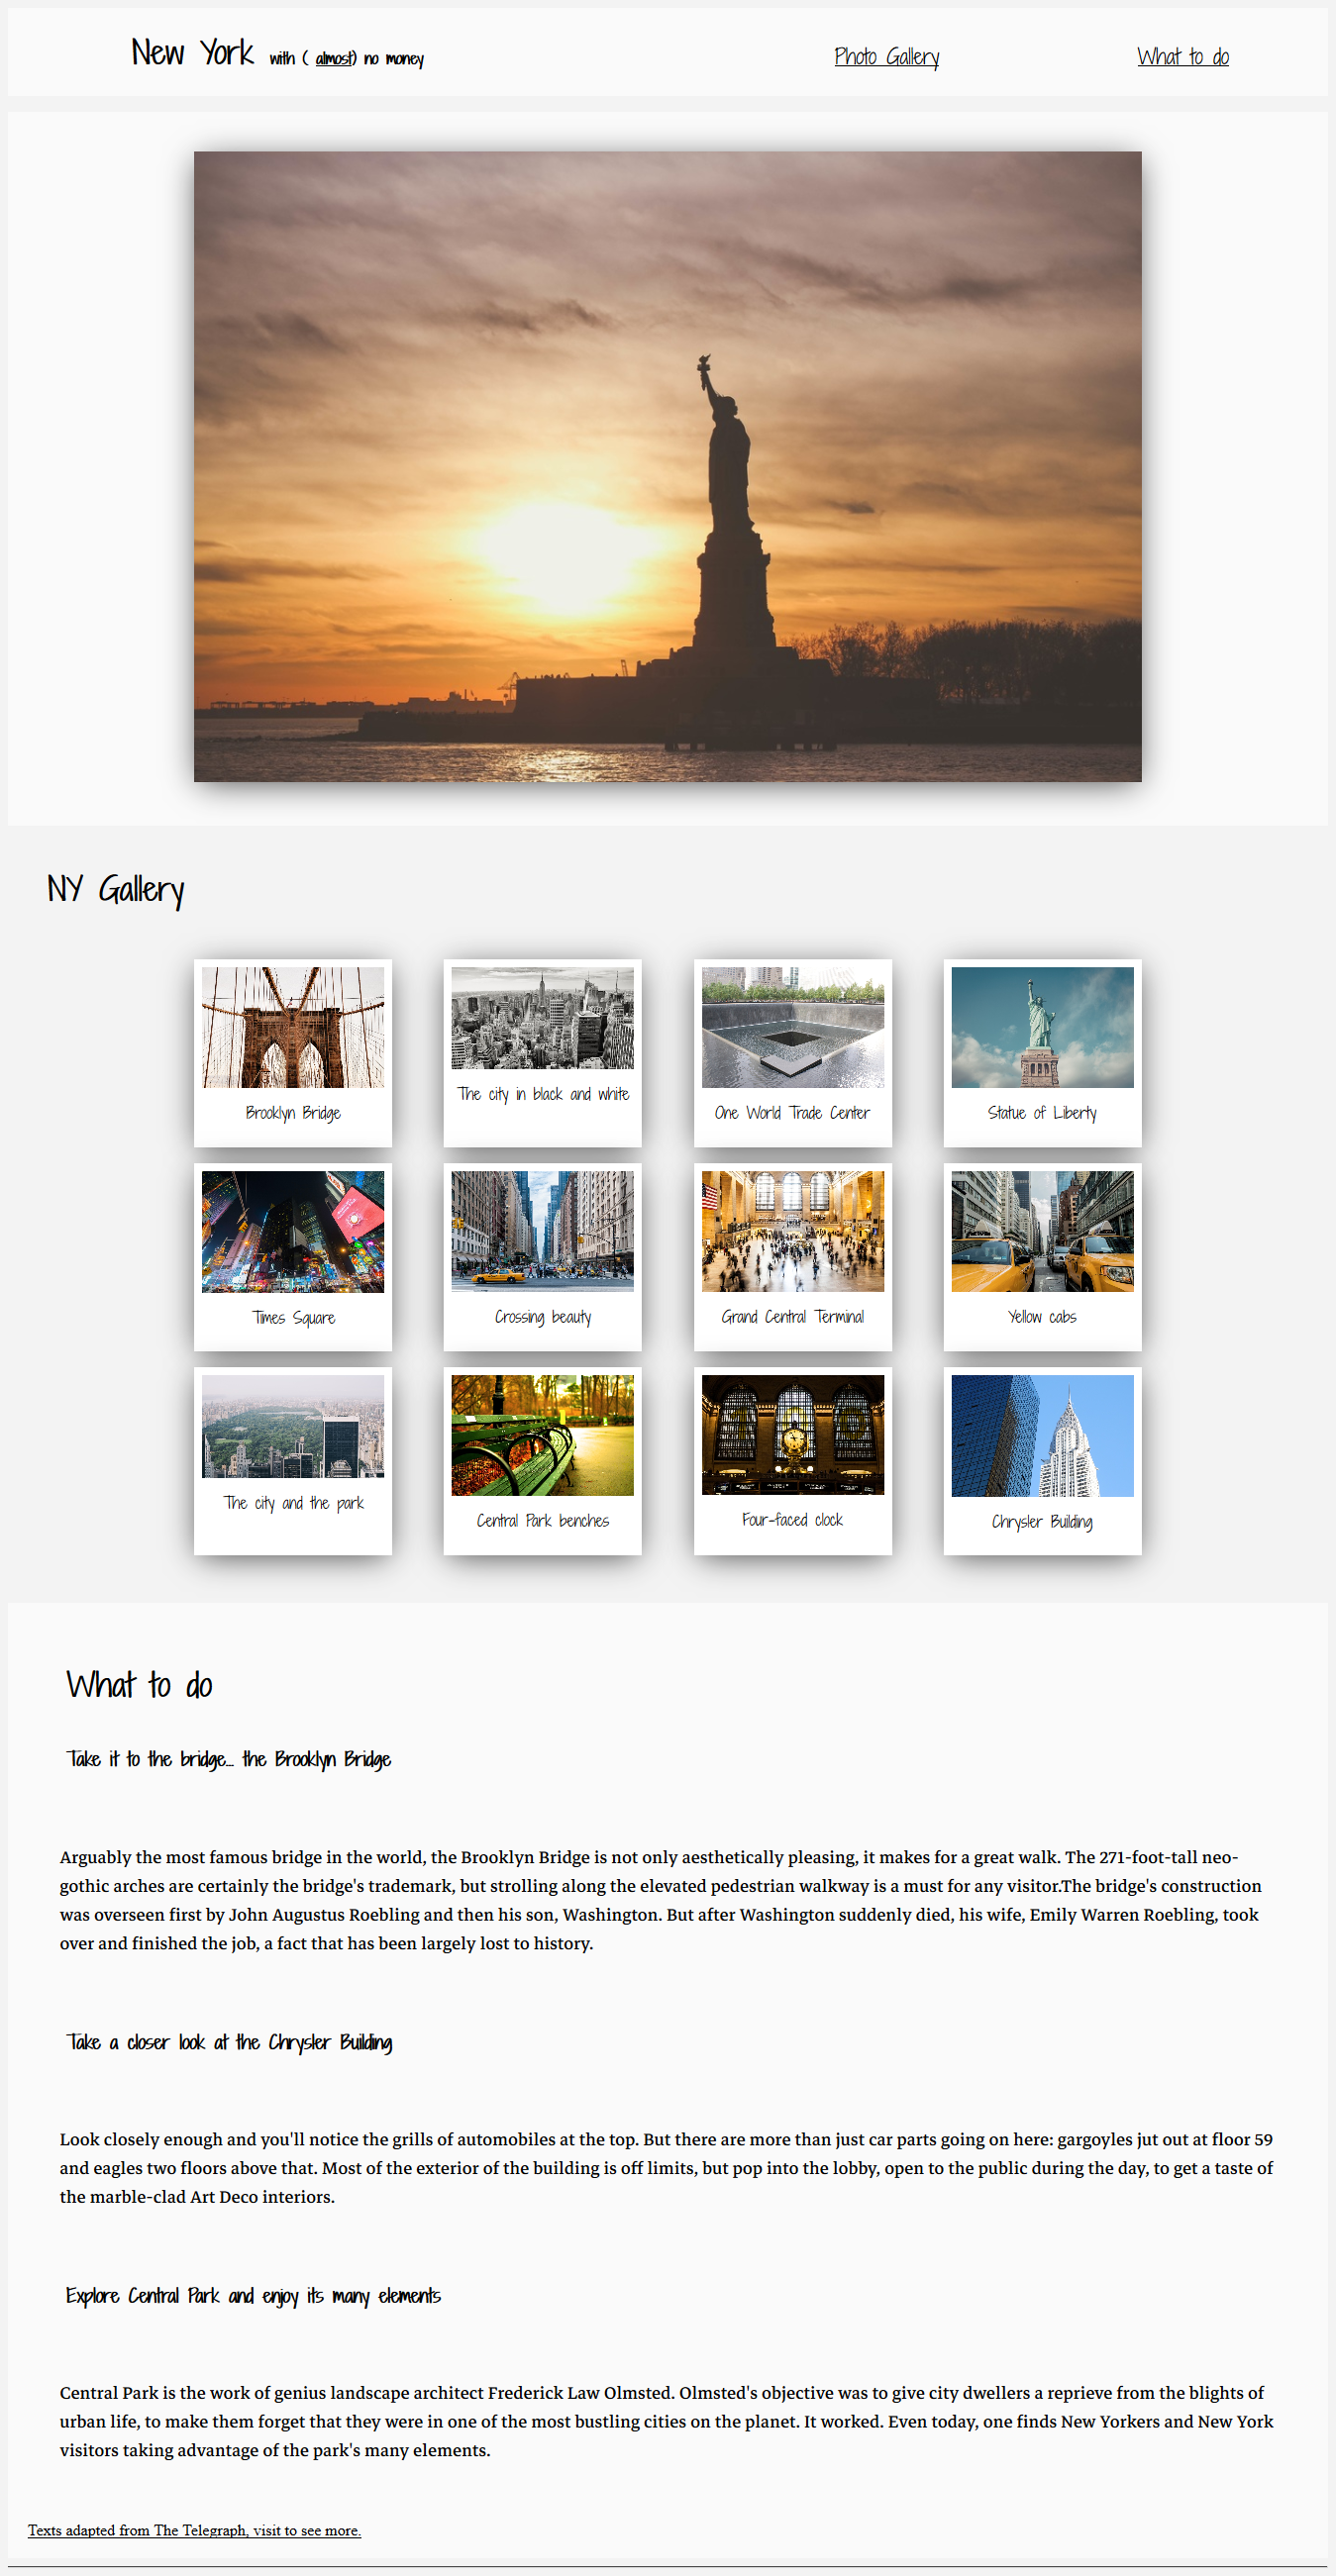 New York with ( almost) no money
Photo Gallery
What to do
NY Gallery
Brooklyn Bridge
The city in black and white
One World Trade Center
Statue of Liberty
Times Square
Crossing beauty
Grand Central Terminal
Yellow cabs
The city and the park
Central Park benches
Four-faced clock
Chrysler Building
What to do
Take it to the bridge... the Brooklyn Bridge
Arguably the most famous bridge in the world, the Brooklyn Bridge is not only aesthetically pleasing, it makes for a great walk. The 271-foot-tall neo-
gothic arches are certainly the bridge's trademark, but strolling along the elevated pedestrian walkway is a must for any visitor.The bridge's construction
was overseen first by John Augustus Roebling and then his son, Washington. But after Washington suddenly died, his wife, Emily Warren Roebling, took
over and finished the job, a fact that has been largely lost to history.
Take a closer look at the Chrysler Building
Look closely enough and you'll notice the grills of automobiles at the top. But there are more than just car parts going on here: gargoyles jut out at floor 59
and eagles two floors above that. Most of the exterior of the building is off limits, but pop into the lobby, open to the public during the day, to get a taste of
the marble-clad Art Deco interiors.
Explore Central Park and enjoy it's many elements
Central Park is the work of genius landscape architect Frederick Law Olmsted. Olmsted's objective was to give city dwellers a reprieve from the blights of
urban life, to make them forget that they were in one of the most bustling cities on the planet. It worked. Even today, one finds New Yorkers and New York
visitors taking advantage of the park's many elements.
Texts adapted from The Telegraph, visit to see more.